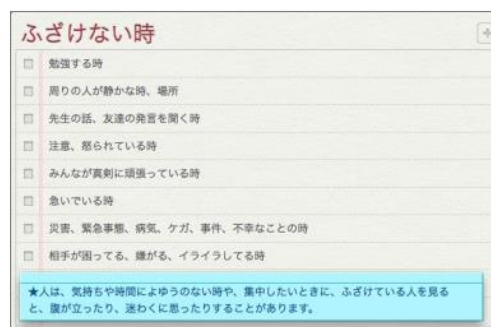 ふざけない時
勉強する時
周りの人が静かな時、場所
先生の話、友達の発言を聞く時
注意、怒られている時
みんなが真剣に頑張っている時
急いでいる時
災害、緊急事態、病気、ケガ、事件、不幸なことの時
相手が困ってる、嫌がる、イライラしてる時
★人は、気持ちや時間によゆうのない時や、集中したいときに、ふざけている人を見る
と、腹が立ったり、迷わくに思ったりすることがあります。